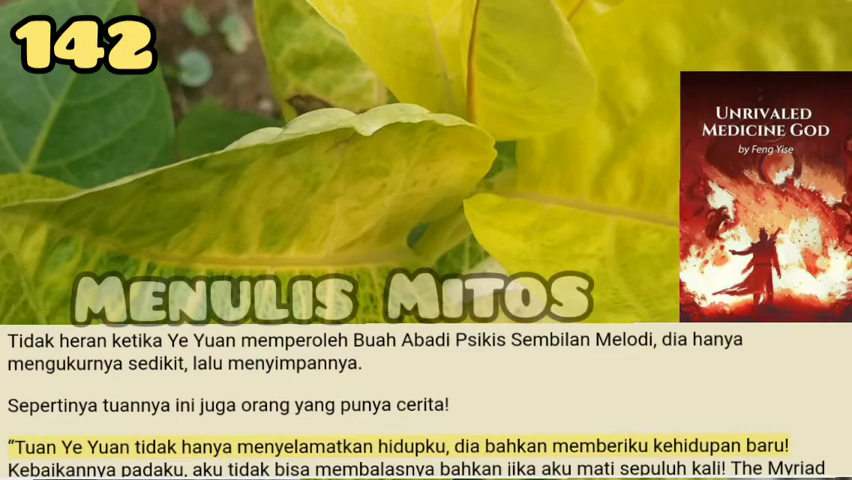 142
UNRIVALED
MEDICINE GOD
by Feng Yise
MENULIS MITOS
Tidak heran ketika Ye Yuan memperoleh Buah Abadi Psikis Sembilan Melodi, dia hanya
mengukurnya sedikit, lalu menyimpannya.
Sepertinya tuannya ini juga orang yang punya cerita!
“Tuan Ye Yuan tidak hanya menyelamatkan hidupku, dia bahkan memberiku kehidupan baru!
Kebaikannya padaku, aku tidak bisa membalasnya bahkan jika aku mati sepuluh kali! The Myriad